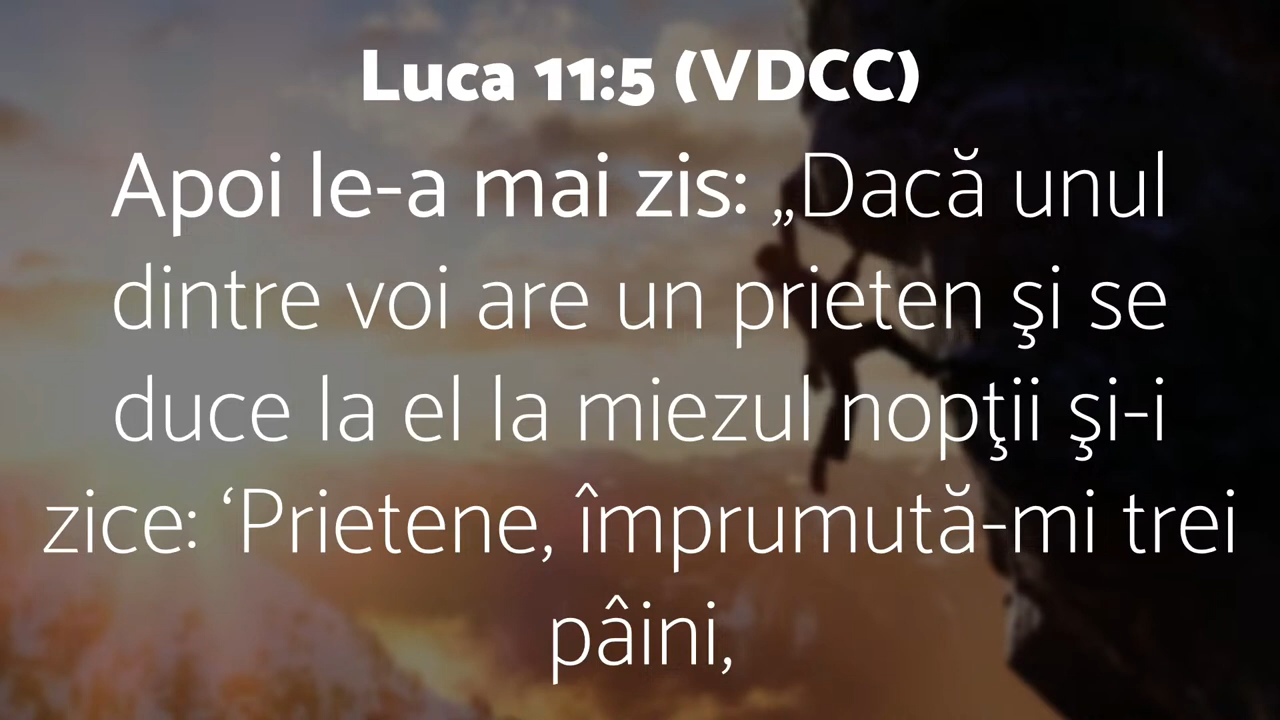 Luca 11:5 (VDCC)
Apoi le-a mai zis: „Dacă unul
dintre voi are un prieten şi se
duce la el la miezul nopţii şi-i
zice: ‘Prietene, împrumută-mi trei
pâini,